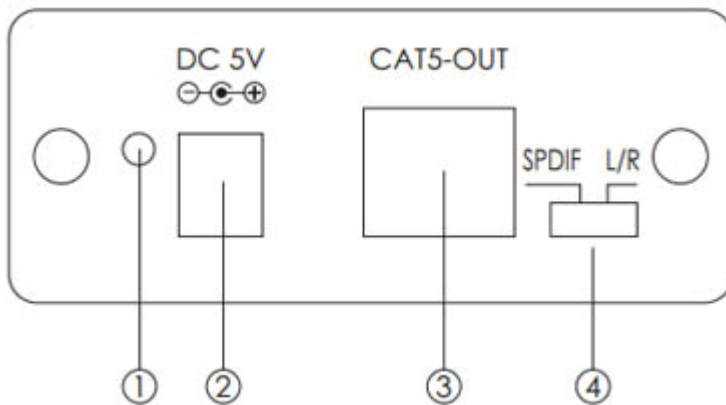 DC 5V CAT5-OUT
SPDIF L/R
① ② ③ ④